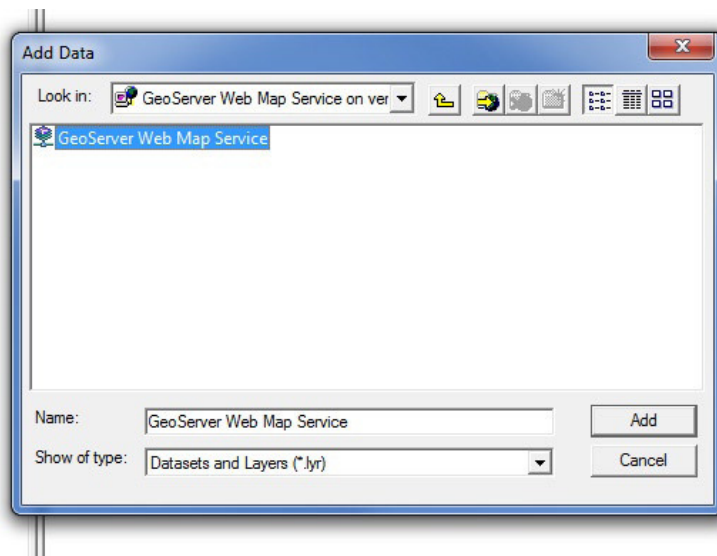 Add Data
Look in: GeoServer Web Map Service on ver
GeoServer Web Map Service
Name: GeoServer Web Map Service
Add
Show of type: Datasets and Layers (*.lyr)
Cancel